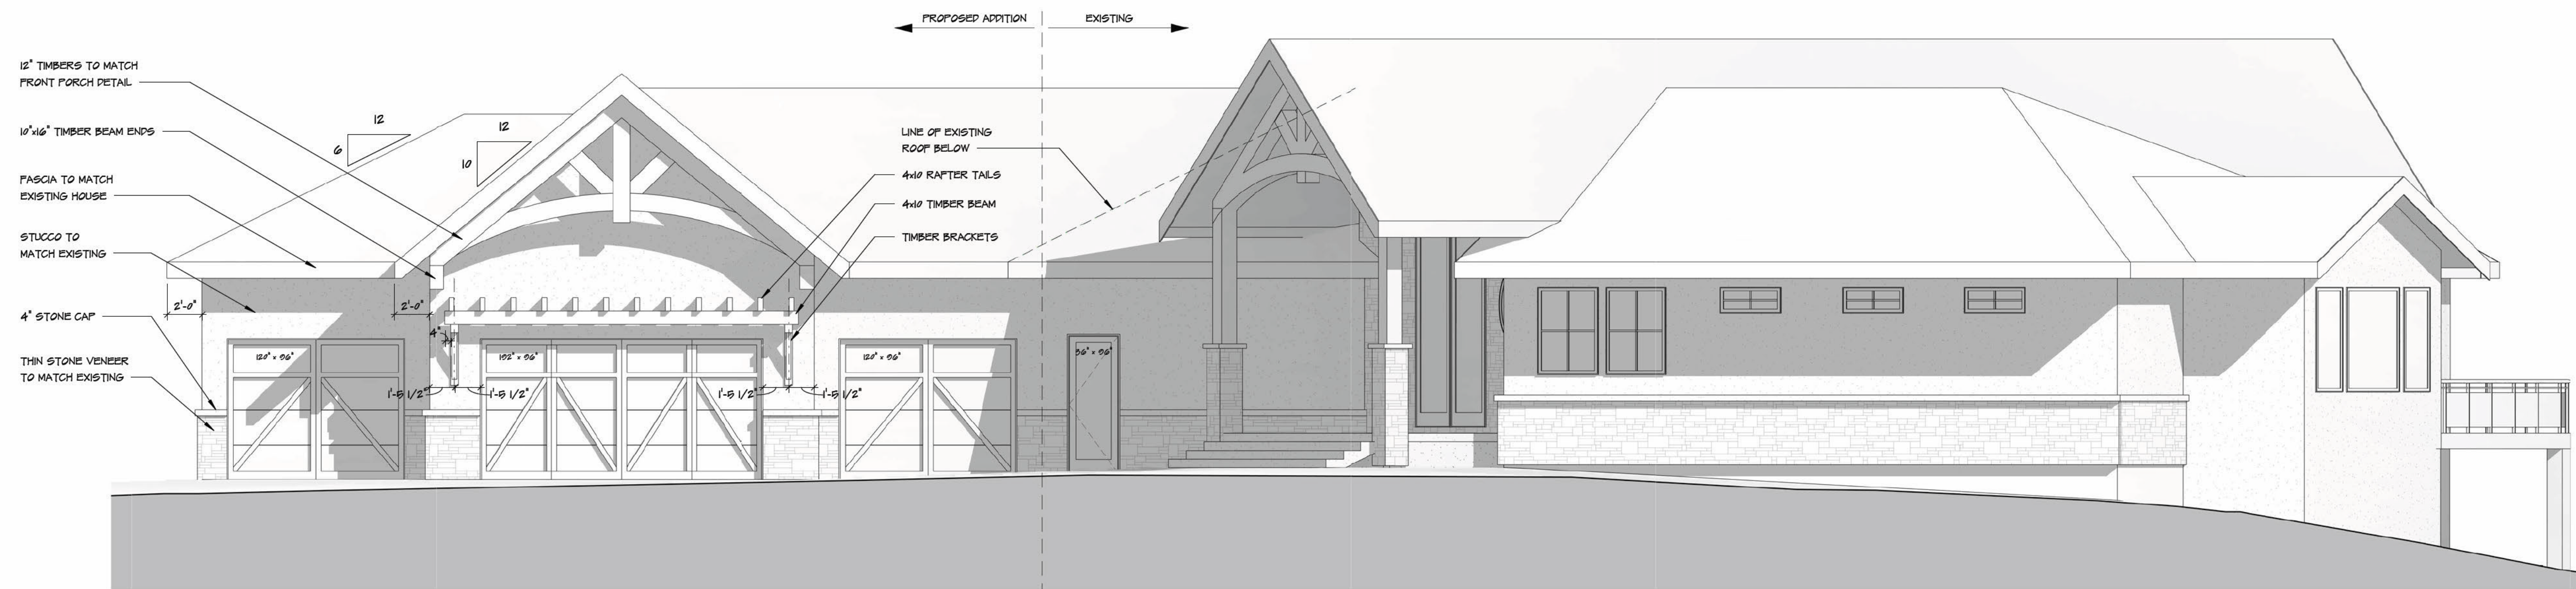 PROPOSED ADDITION
EXISTING
12" TIMBERS TO MATCH
FRONT PORCH DETAIL
10"x16" TIMBER BEAM ENDS
FASCIA TO MATCH
EXISTING HOUSE
STUCCO TO
MATCH EXISTING
4" STONE CAP
THIN STONE VENEER
TO MATCH EXISTING
12
6
12
10
LINE OF EXISTING
ROOF BELOW
4x10 RAFTER TAILS
4x10 TIMBER BEAM
TIMBER BRACKETS
2'-0"
2'-0"
4"
120" x 96"
192" x 96"
120" x 96"
36" x 96"
1'-5 1/2"
1'-5 1/2"
1'-5 1/2"
1'-5 1/2"